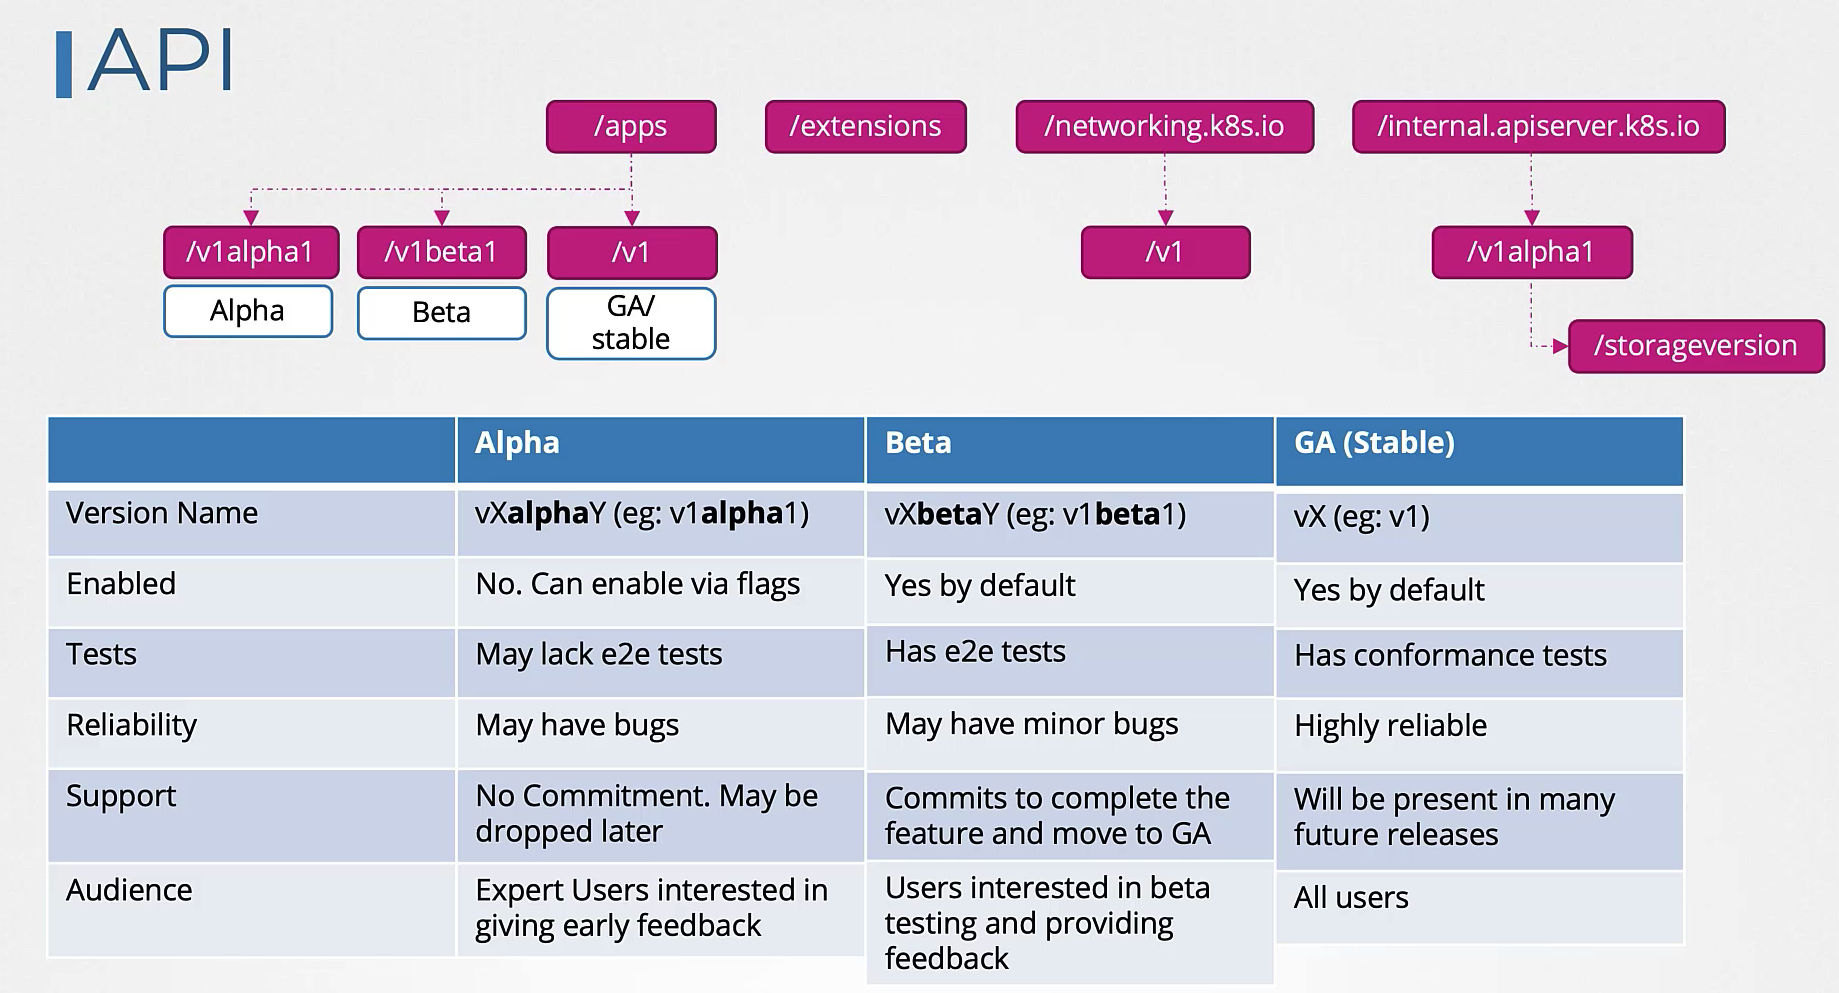 API
/apps
/extensions
/networking.k8s.io
/internal.apiserver.k8s.io
/v1alpha1
/v1beta1
/v1
/v1
/v1alpha1
Alpha
Beta
GA/
stable
/storageversion
Alpha
Beta
GA (Stable)
Version Name
vXalphaY (eg: v1alpha1)
vXbetaY (eg: v1beta1)
vX (eg: v1)
Enabled
No. Can enable via flags
Yes by default
Yes by default
Tests
May lack e2e tests
Has e2e tests
Has conformance tests
Reliability
May have bugs
May have minor bugs
Highly reliable
Support
No Commitment. May be
dropped later
Commits to complete the
feature and move to GA
Will be present in many
future releases
Audience
Expert Users interested in
giving early feedback
Users interested in beta
testing and providing
feedback
All users